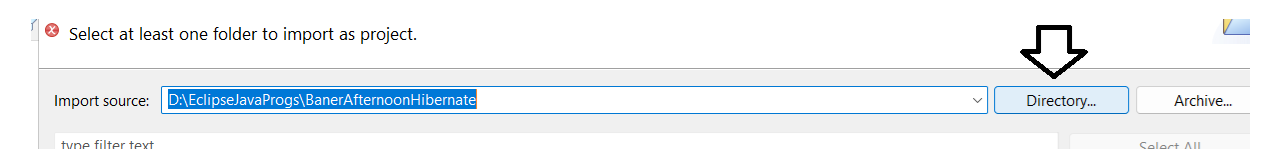 Select at least one folder to import as project.
Import source: D:\EclipseJavaProgs\BanerAfternoonHibernate Directory... Archive...
type filter text Select All